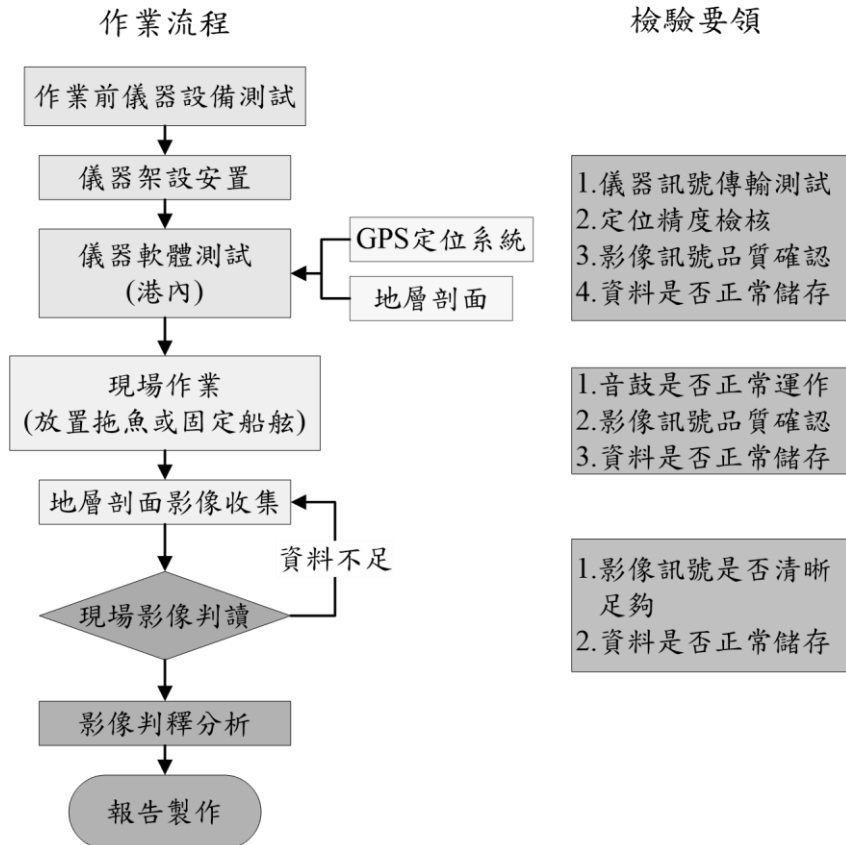 作業流程
檢驗要領
作業前儀器設備測試
儀器架設安置
儀器軟體測試
(港內)
GPS定位系統
地層剖面
1.儀器訊號傳輸測試
2.定位精度檢核
3.影像訊號品質確認
4.資料是否正常儲存
現場作業
(放置拖魚或固定船舷)
1.音鼓是否正常運作
2.影像訊號品質確認
3.資料是否正常儲存
地層剖面影像收集
資料不足
現場影像判讀
1.影像訊號是否清晰
足夠
2.資料是否正常儲存
影像判釋分析
報告製作